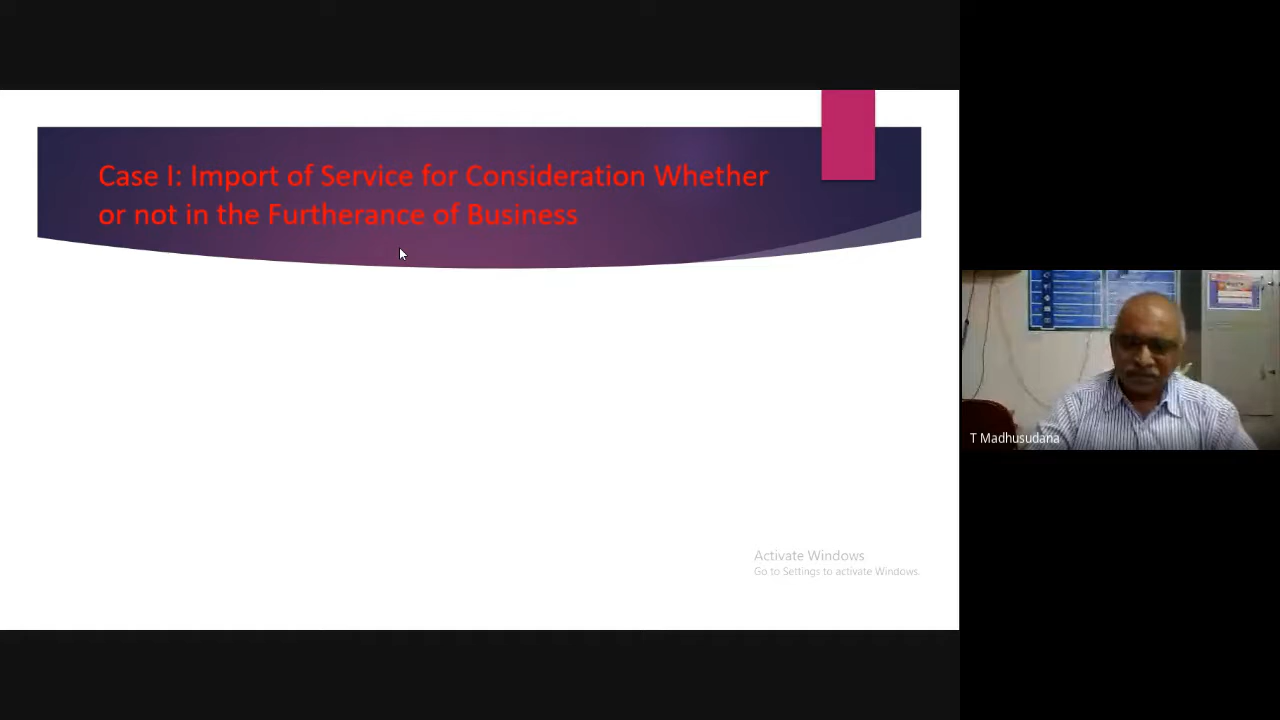 Case I: Import of Service for Consideration Whether
or not in the Furtherance of Business
Activate Windows
Go to Settings to activate Windows.
T Madhusudana